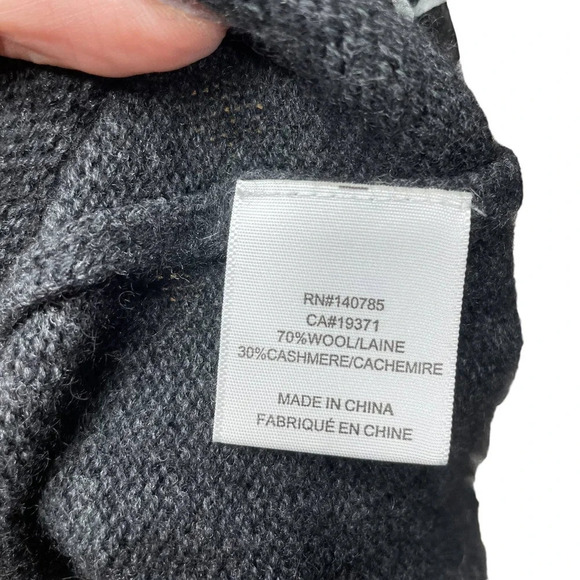 RN#140785
CA#19371
70%WOOL/LAINE
30%CASHMERE/CACHEMIRE
MADE IN CHINA
FABRIQUÉ EN CHINE